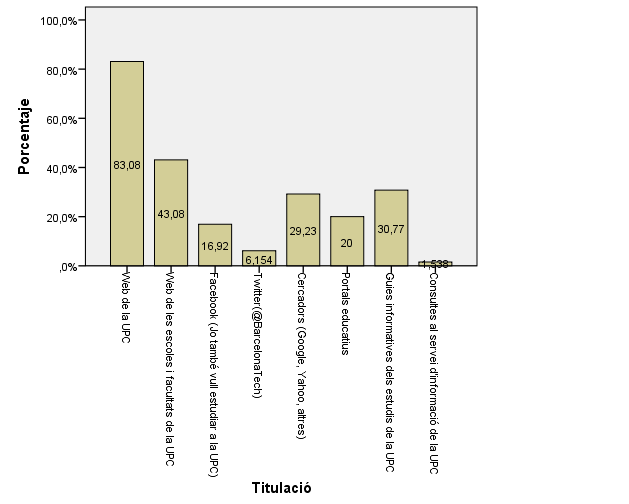 100,0%
80,0%
60,0%
40,0%
20,0%
,0%
Porcentaje
83,08
43,08
16,92
6,154
29,23
20
30,77
1,538
Web de la UPC
Web de les escoles i facultats de la UPC
Facebook (Jo també vull estudiar a la UPC)
Twitter(@BarcelonaTech)
Cercadors (Google, Yahoo, altres)
Portals educatius
Guies informatives dels estudis de la UPC
Consultes al servei d'informació de la UPC
Titulació